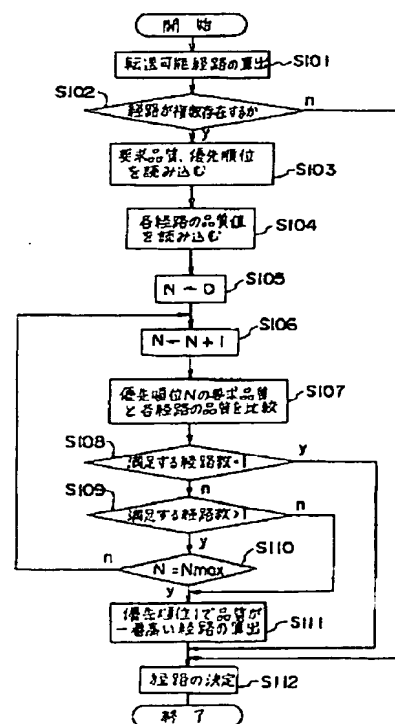 開始
転送可能経路の算出
S101
S102
経路が複数存在するか
n
y
要求品質、優先順位
を読み込む
S103
各経路の品質値
を読み込む
S104
N←0
S105
N←N+1
S106
優先順位Nの要求品質
と各経路の品質を比較
S107
S108
満足する経路数=1
y
n
S109
満足する経路数>1
n
y
S110
n
N=Nmax
y
優先順位1で品質が
一番高い経路の算出
S111
経路の決定
S112
終了